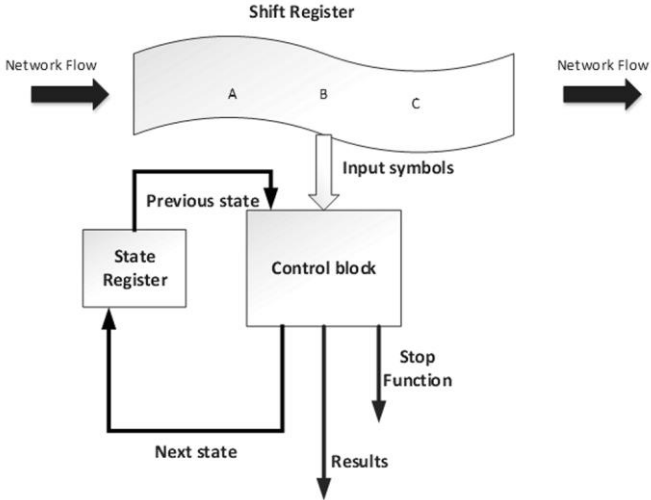 Shift Register
Network Flow
Network Flow
A
B
C
Input symbols
Previous state
State
Register
Control block
Stop
Function
Next state
Results